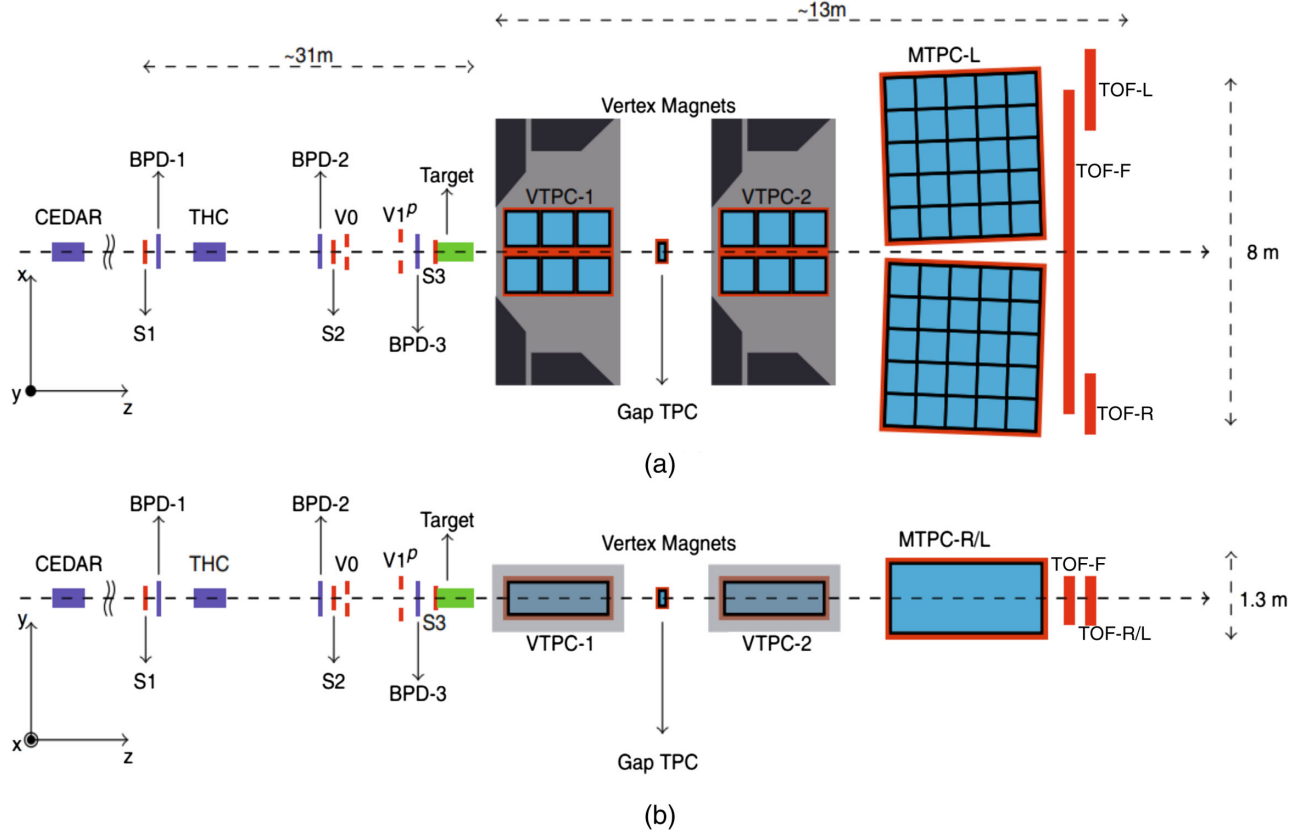 ~13m
~31m
MTPC-L
TOF-L
Vertex Magnets
BPD-1
BPD-2
Target
TOF-F
CEDAR
THC
V0
V1p
VTPC-1
VTPC-2
x
S3
8 m
S1
S2
BPD-3
y
z
Gap TPC
TOF-R
(a)
BPD-1
BPD-2
Target
Vertex Magnets
MTPC-R/L
CEDAR
THC
V0
V1p
TOF-F
1.3 m
y
S3
VTPC-1
VTPC-2
TOF-R/L
S1
S2
BPD-3
x
z
Gap TPC
(b)